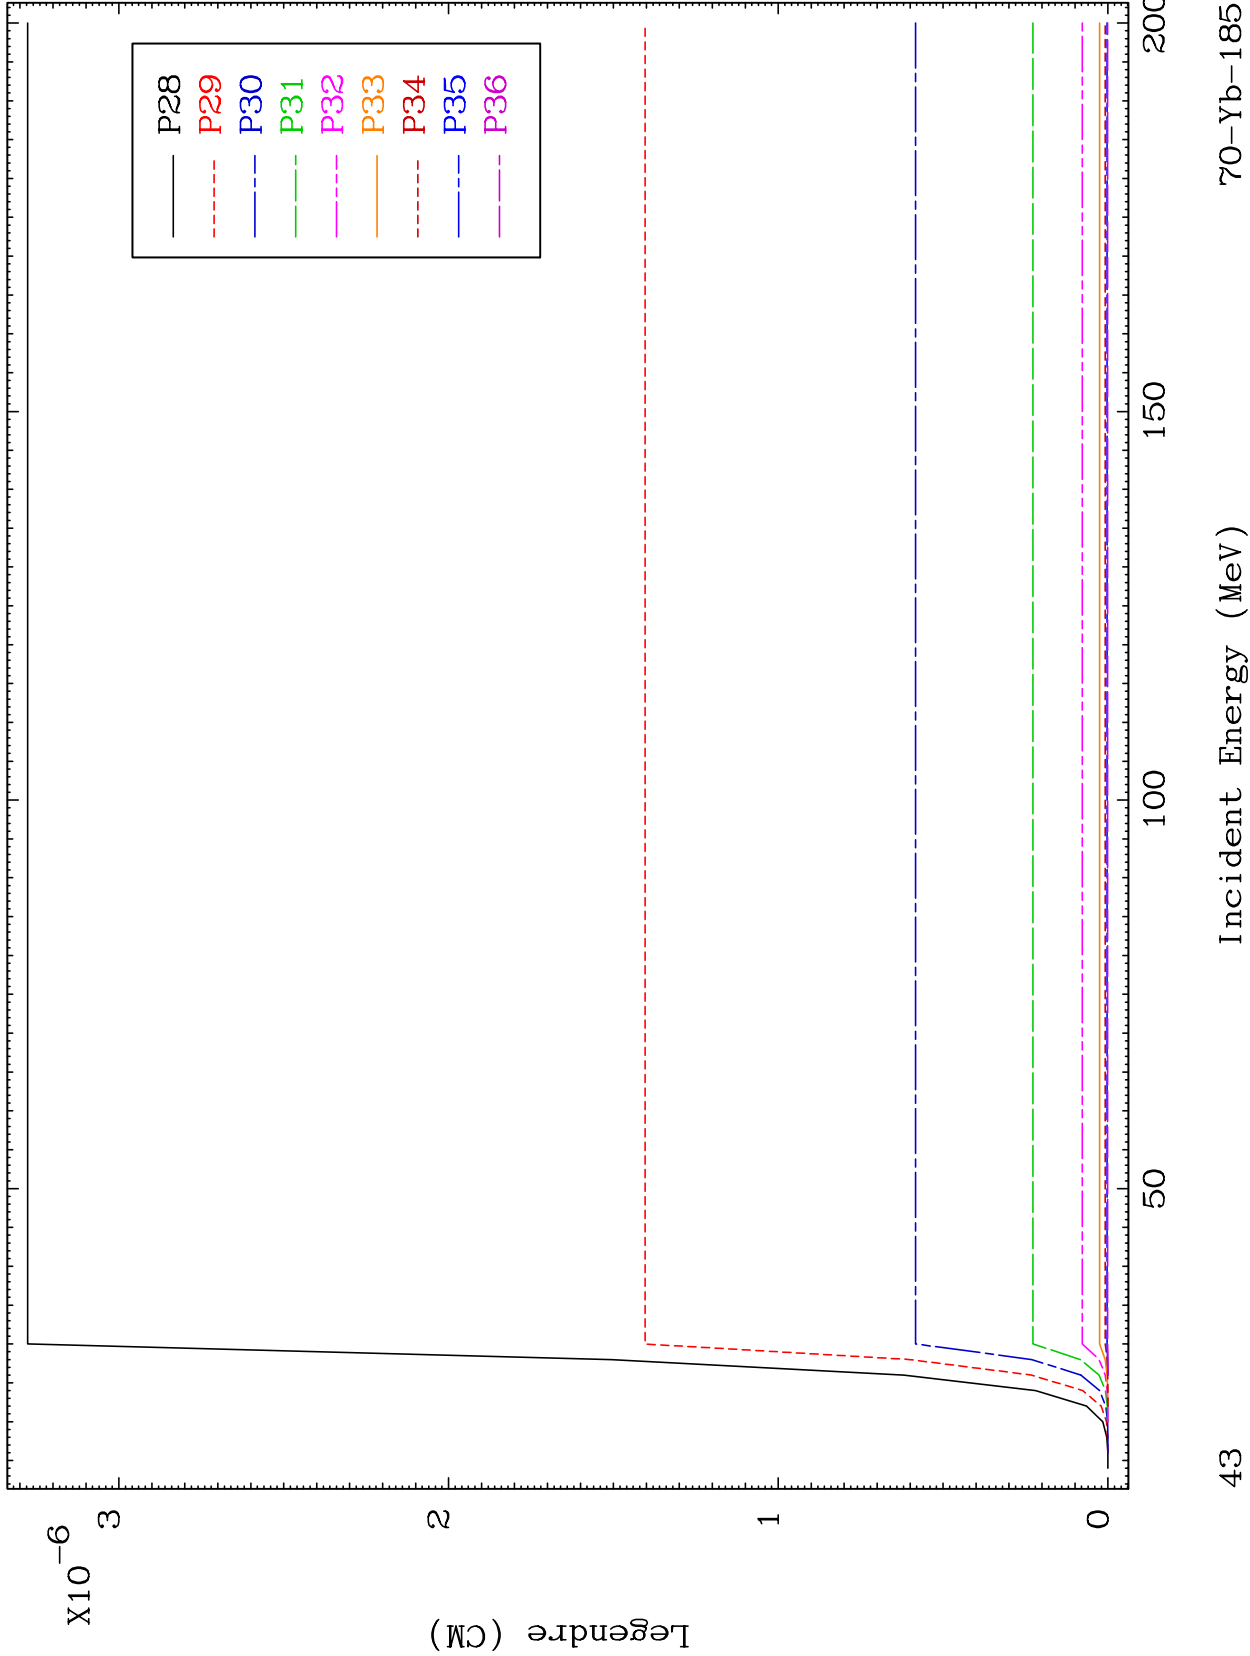 X10−6
3
2
1
0
Legendre (CM)
P28
P29
P30
P31
P32
P33
P34
P35
P36
50
100
150
200
Incident Energy (MeV)
43
70−Yb−185